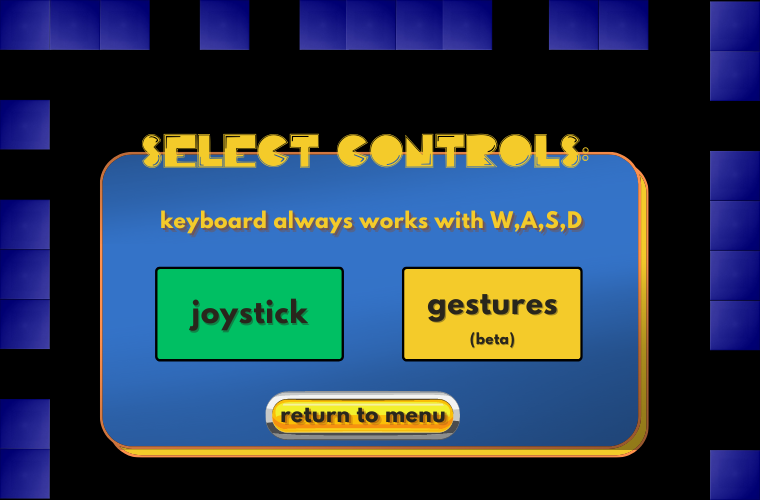 SELECT CONTROLS:
keyboard always works with W,A,S,D
joystick
gestures
(beta)
return to menu